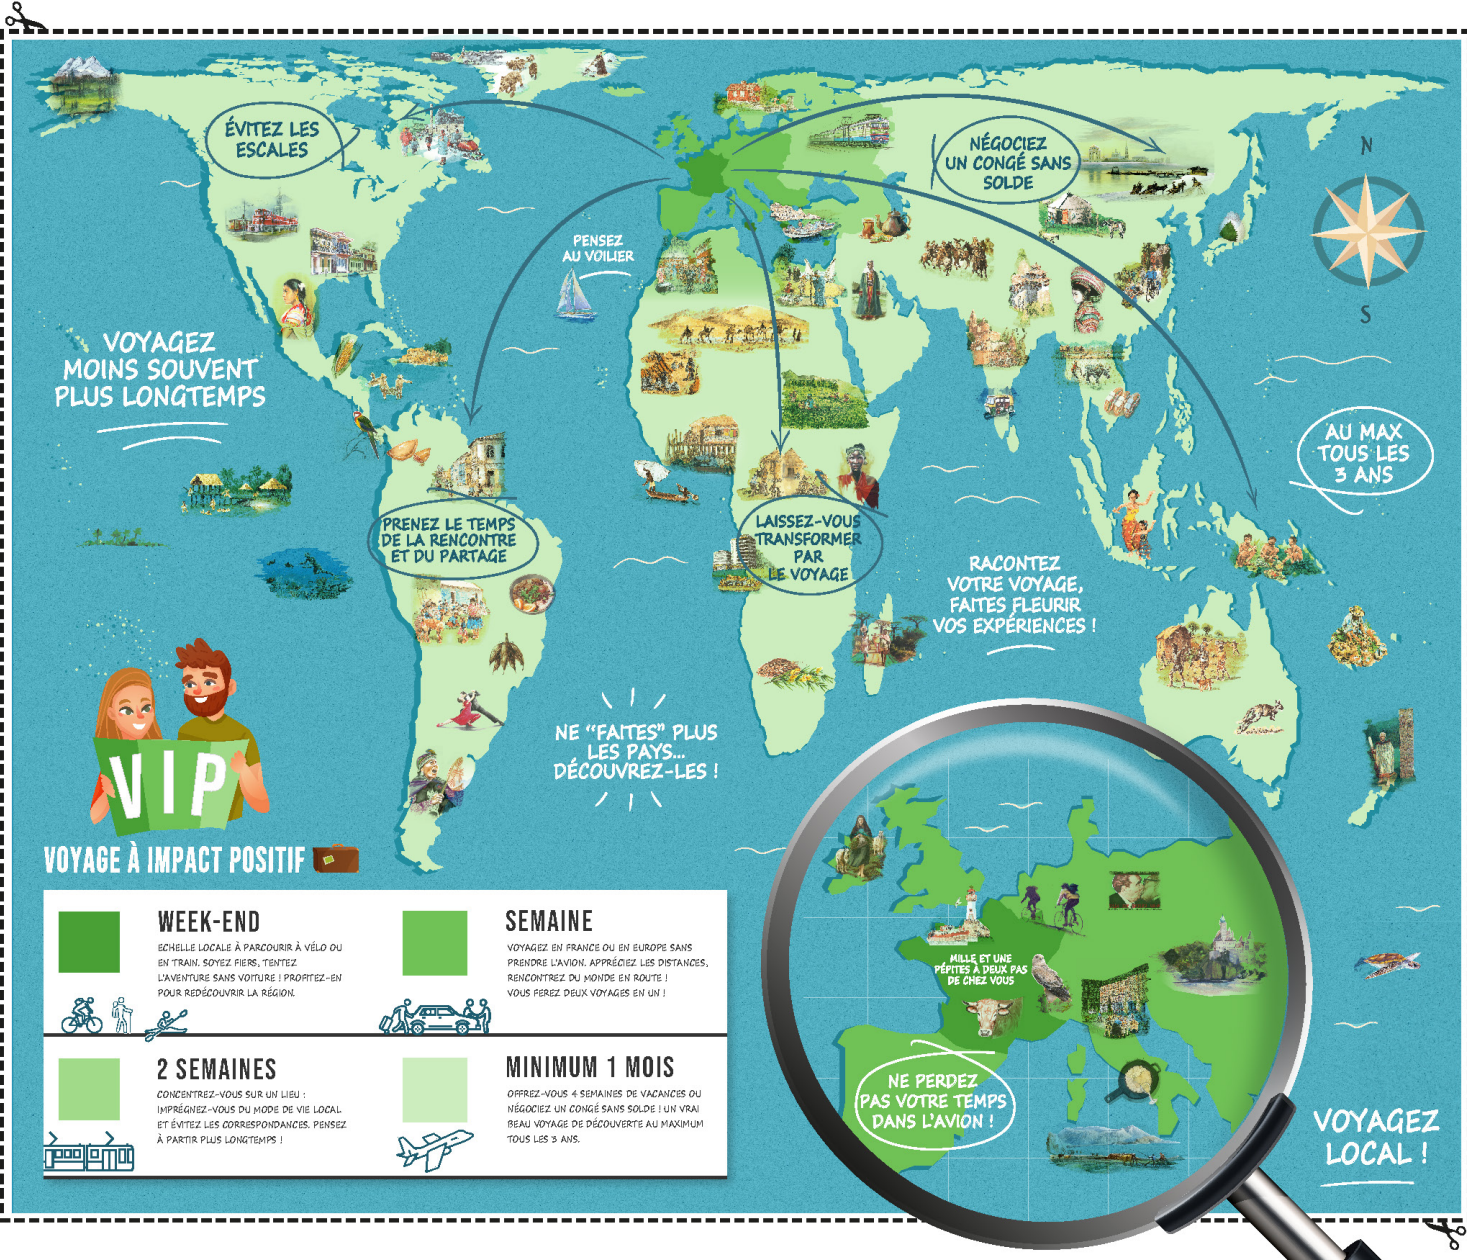 ÉVITEZ LES
ESCALES
NÉGOCIEZ
UN CONGÉ SANS
SOLDE
N
S
PENSEZ
AU VOILIER
VOYAGEZ
MOINS SOUVENT
PLUS LONGTEMPS
AU MAX
TOUS LES
3 ANS
PRENEZ LE TEMPS
DE LA RENCONTRE
ET DU PARTAGE
LAISSEZ-VOUS
TRANSFORMER
PAR
LE VOYAGE
RACONTEZ
VOTRE VOYAGE,
FAITES FLEURIR
VOS EXPÉRIENCES !
NE “FAITES” PLUS
LES PAYS...
DÉCOUVREZ-LES !
VIP
VOYAGE À IMPACT POSITIF
WEEK-END
ECHELLE LOCALE À PARCOURIR À VÉLO OU
EN TRAIN. SOYEZ FIERS, TENTEZ
L'AVENTURE SANS VOITURE ! PROFITEZ-EN
POUR REDÉCOUVRIR LA RÉGION.
SEMAINE
VOYAGEZ EN FRANCE OU EN EUROPE SANS
PRENDRE L'AVION. APPRÉCIEZ LES DISTANCES,
RENCONTREZ DU MONDE EN ROUTE !
VOUS FEREZ DEUX VOYAGES EN UN !
2 SEMAINES
CONCENTREZ-VOUS SUR UN LIEU :
IMPRÉGNEZ-VOUS DU MODE DE VIE LOCAL
ET ÉVITEZ LES CORRESPONDANCES. PENSEZ
À PARTIR PLUS LONGTEMPS !
MINIMUM 1 MOIS
OFFREZ-VOUS 4 SEMAINES DE VACANCES OU
NÉGOCIEZ UN CONGÉ SANS SOLDE ! UN VRAI
BEAU VOYAGE DE DÉCOUVERTE AU MAXIMUM
TOUS LES 3 ANS.
MILLE ET UNE
PÉPITES À DEUX PAS
DE CHEZ VOUS
NE PERDEZ
PAS VOTRE TEMPS
DANS L'AVION !
VOYAGEZ
LOCAL !